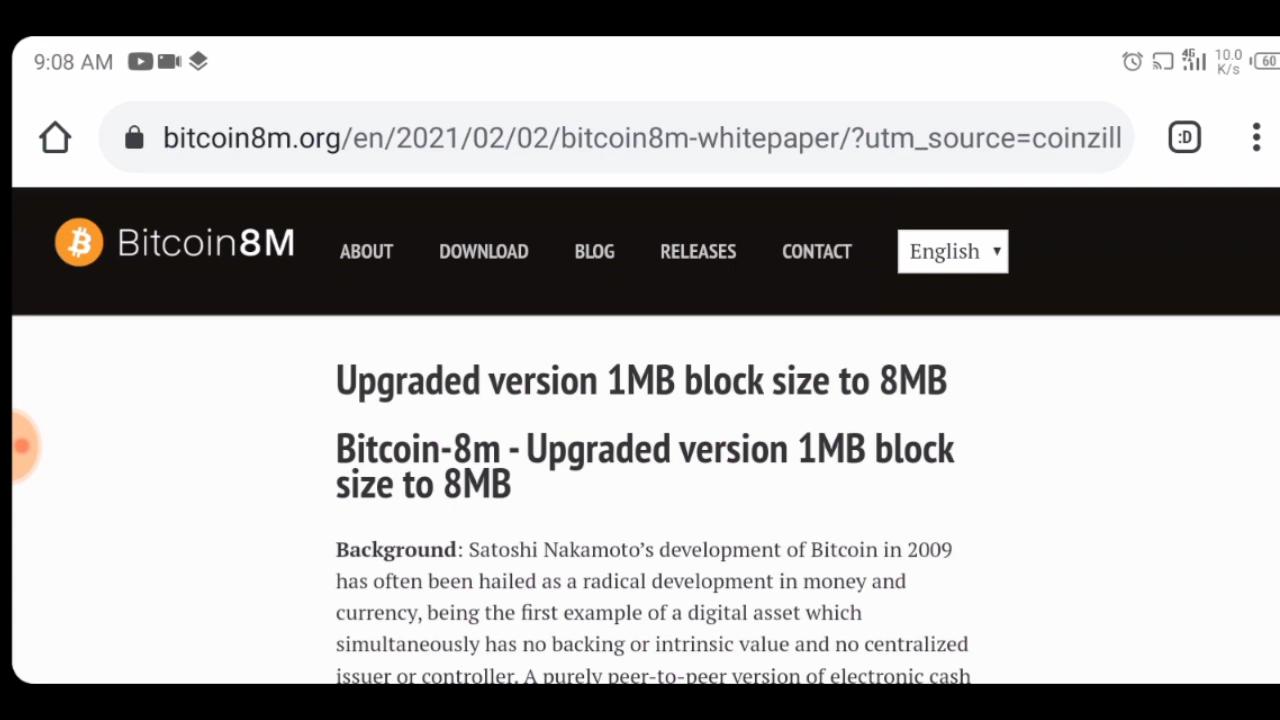 9:08 AM 4G 10.0 K/s 60
bitcoin8m.org/en/2021/02/02/bitcoin8m-whitepaper/?utm_source=coinzill :D
Bitcoin8M ABOUT DOWNLOAD BLOG RELEASES CONTACT English
Upgraded version 1MB block size to 8MB
Bitcoin-8m - Upgraded version 1MB block
size to 8MB
Background: Satoshi Nakamoto’s development of Bitcoin in 2009
has often been hailed as a radical development in money and
currency, being the first example of a digital asset which
simultaneously has no backing or intrinsic value and no centralized
issuer or controller. A purely peer-to-peer version of electronic cash